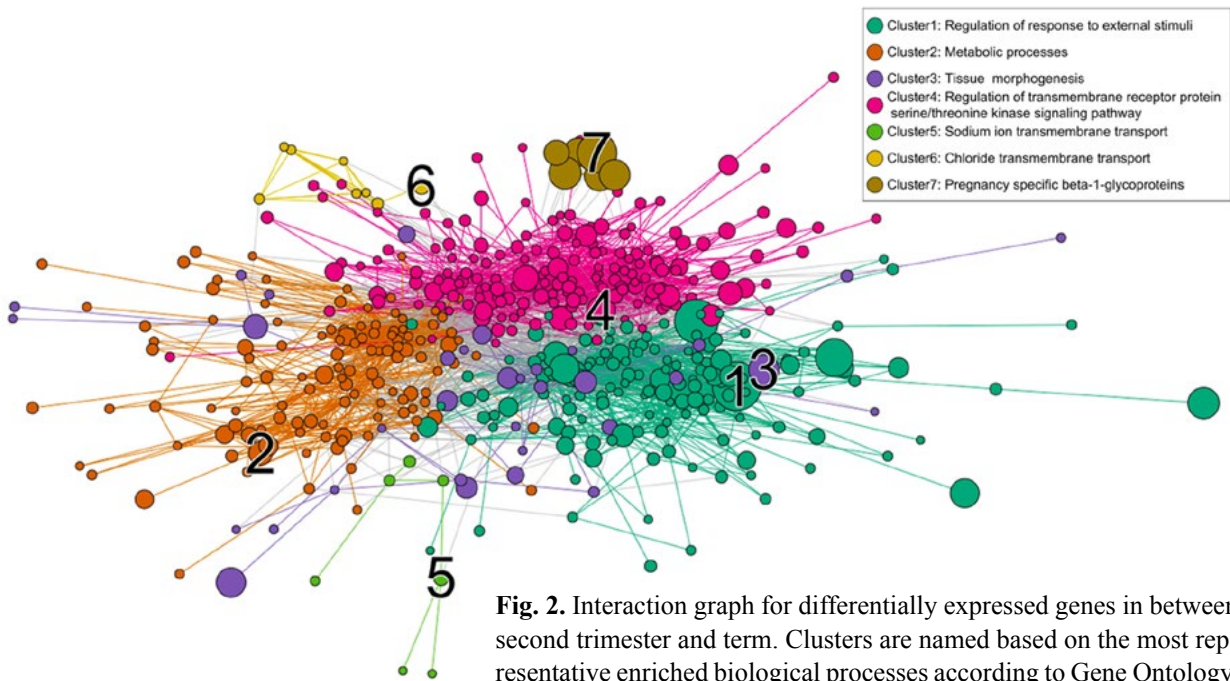 Cluster1: Regulation of response to external stimuli
Cluster2: Metabolic processes
Cluster3: Tissue morphogenesis
Cluster4: Regulation of transmembrane receptor protein
serine/threonine kinase signaling pathway
Cluster5: Sodium ion transmembrane transport
Cluster6: Chloride transmembrane transport
Cluster7: Pregnancy specific beta-1-glycoproteins
7
6
4
1 3
2
5
Fig. 2. Interaction graph for differentially expressed genes in between
second trimester and term. Clusters are named based on the most rep-
resentative enriched biological processes according to Gene Ontology